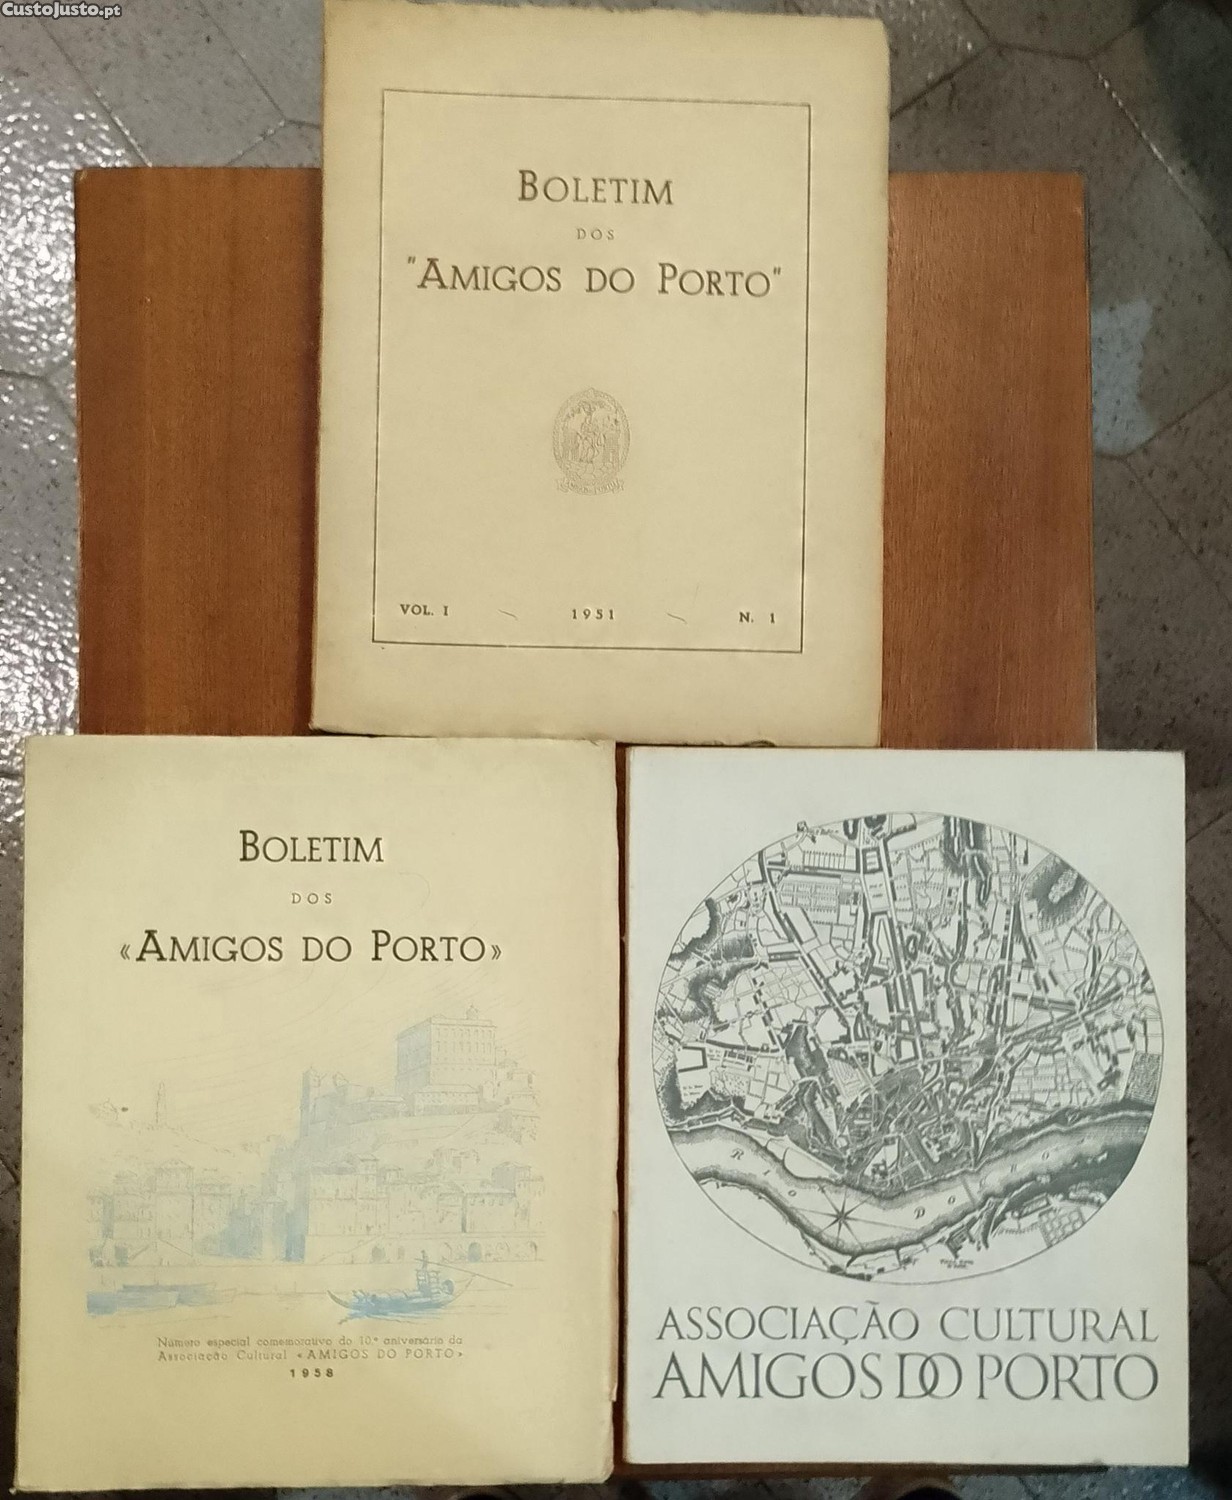 CustoJusto.pt
BOLETIM
DOS
"AMIGOS DO PORTO"
VOL. I 1951 N. 1
BOLETIM
DOS
«AMIGOS DO PORTO»
Número especial comemorativo do 10.º aniversário da
Associação Cultural «AMIGOS DO PORTO»
1958
RIO DOURO
ASSOCIAÇÃO CULTURAL
AMIGOS DO PORTO